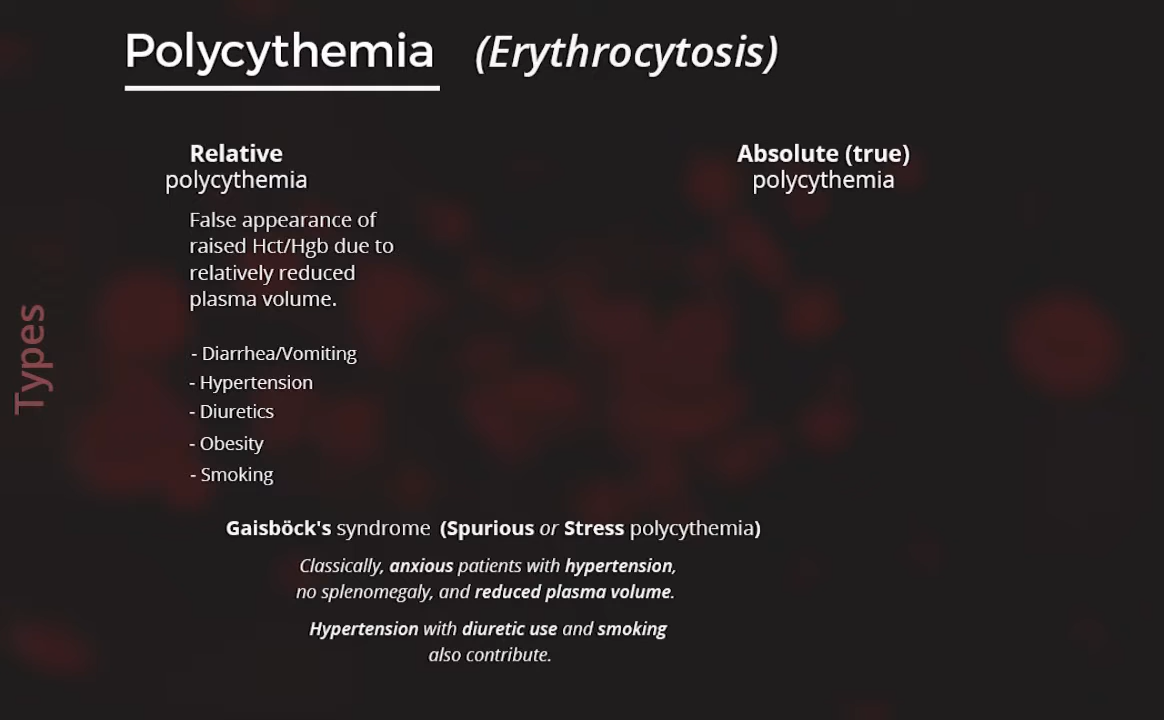 Polycythemia (Erythrocytosis)
Types
Relative
polycythemia
False appearance of
raised Hct/Hgb due to
relatively reduced
plasma volume.
- Diarrhea/Vomiting
- Hypertension
- Diuretics
- Obesity
- Smoking
Absolute (true)
polycythemia
Gaisböck's syndrome (Spurious or Stress polycythemia)
Classically, anxious patients with hypertension,
no splenomegaly, and reduced plasma volume.
Hypertension with diuretic use and smoking
also contribute.